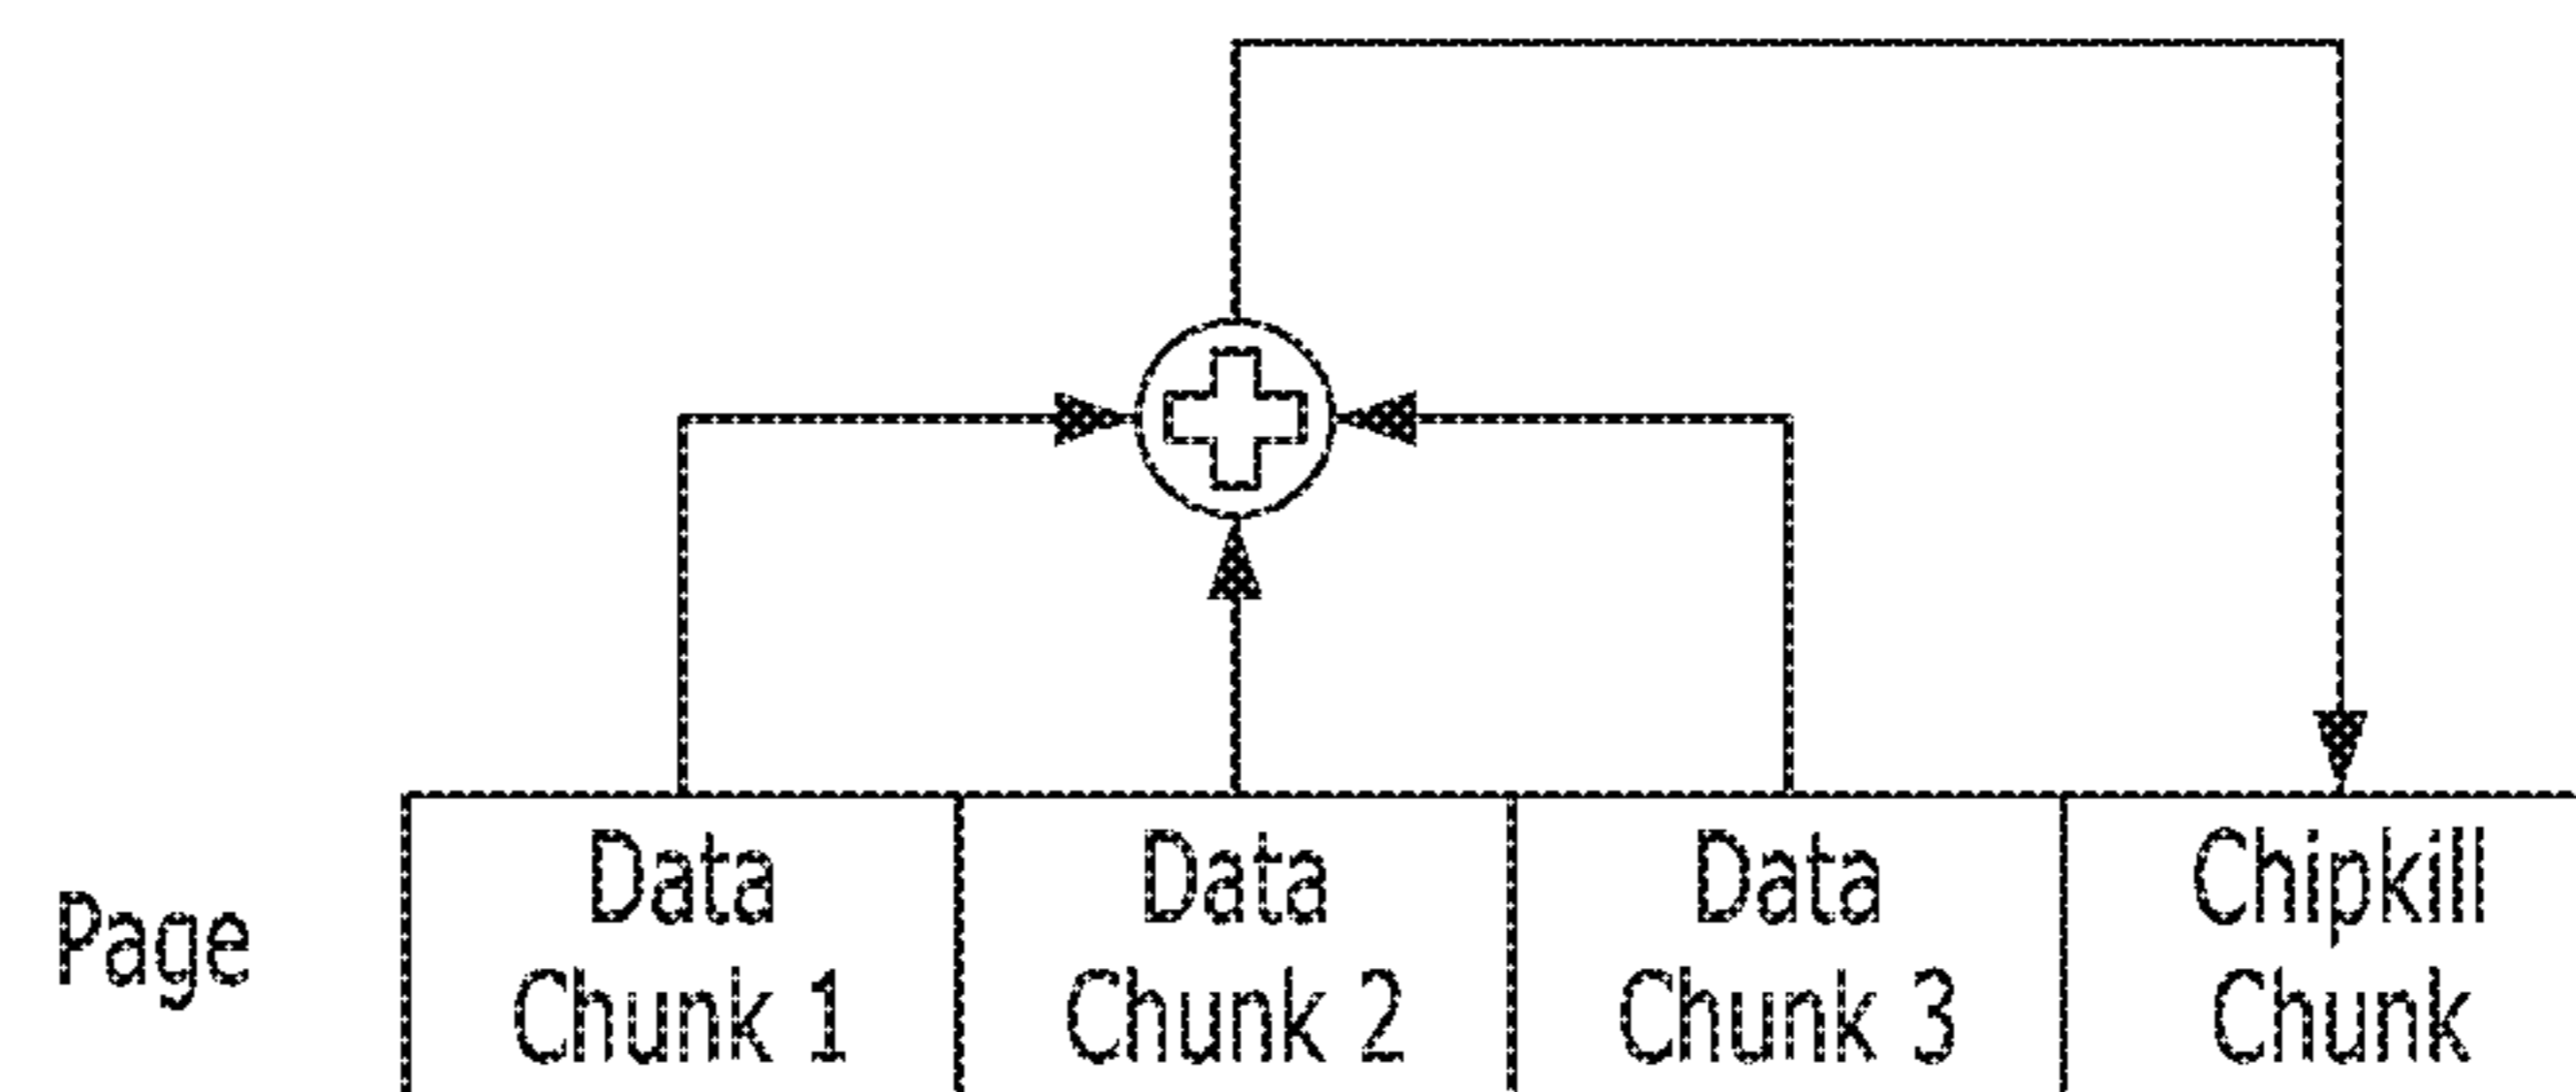 Page
Data
Chunk 1
Data
Chunk 2
Data
Chunk 3
Chipkill
Chunk